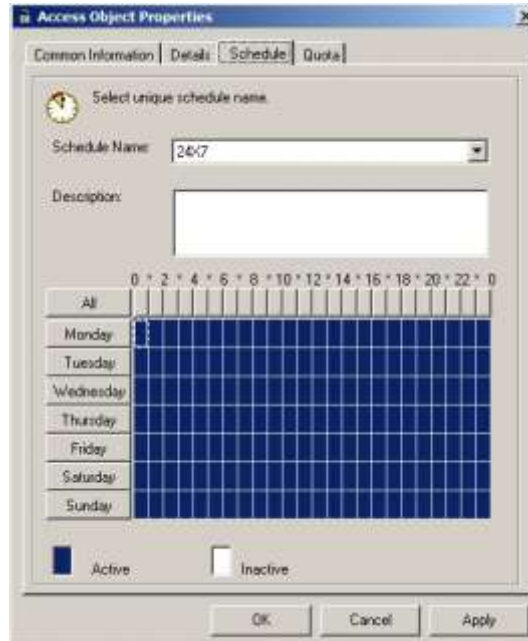 Access Object Properties
Common Information Details Schedule Quota
Select unique schedule name.
Schedule Name: 24X7
Description:
0 * 2 * 4 * 6 * 8 * 10 * 12 * 14 * 16 * 18 * 20 * 22 * 0
All
Monday
Tuesday
Wednesday
Thursday
Friday
Saturday
Sunday
Active Inactive
OK Cancel Apply